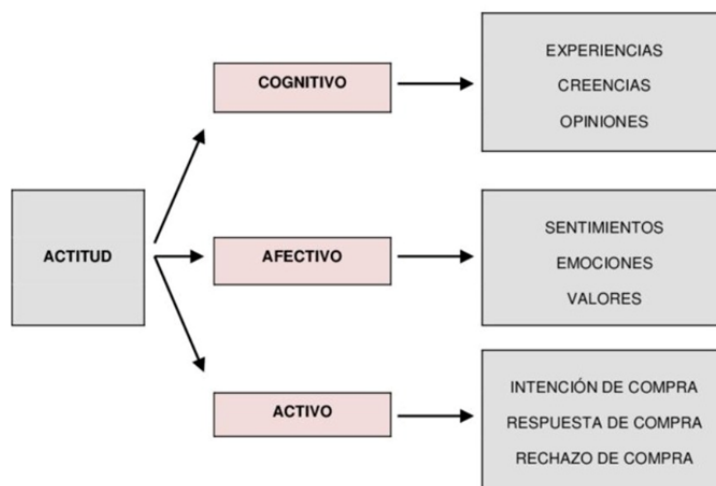 ACTITUD
COGNITIVO
EXPERIENCIAS
CREENCIAS
OPINIONES
AFECTIVO
SENTIMIENTOS
EMOCIONES
VALORES
ACTIVO
INTENCIÓN DE COMPRA
RESPUESTA DE COMPRA
RECHAZO DE COMPRA